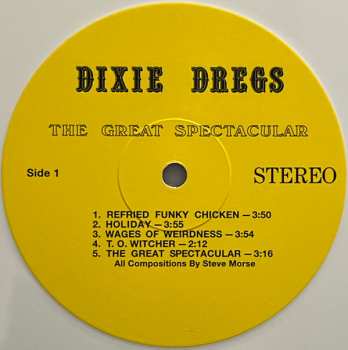 DIXIE DREGS
THE GREAT SPECTACULAR
Side 1
STEREO
1. REFRIED FUNKY CHICKEN — 3:50
2. HOLIDAY — 3:55
3. WAGES OF WEIRDNESS — 3:54
4. T. O. WITCHER — 2:12
5. THE GREAT SPECTACULAR — 3:16
All Compositions By Steve Morse